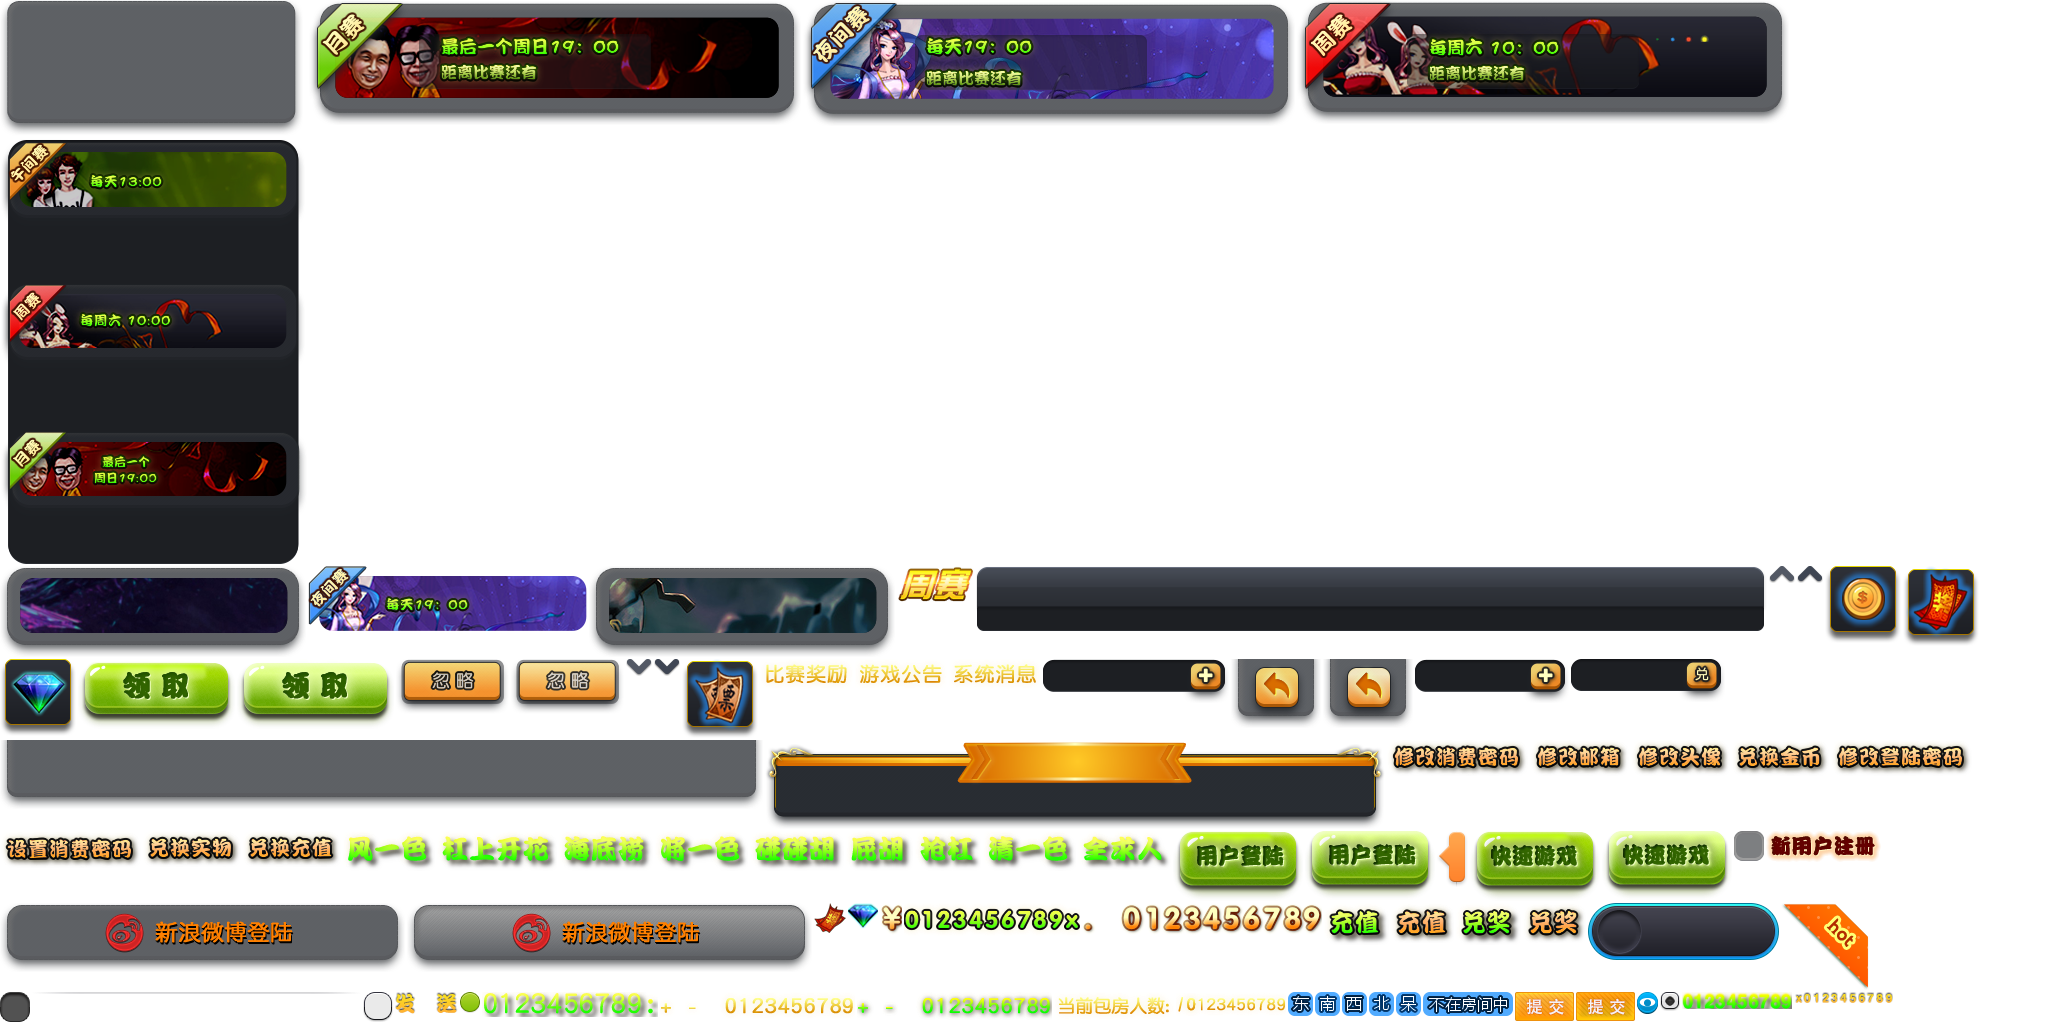 月赛
最后一个周日19：00
距离比赛还有
夜间赛
每天19：00
距离比赛还有
周赛
每周六 10：00
距离比赛还有
午间赛
每天13:00
周赛
每周六 10:00
月赛
最后一个
周日19:00
夜间赛
每天19：00
周赛
$
奖
领取
领取
忽略
忽略
票
比赛奖励 游戏公告 系统消息
兑
修改消费密码 修改邮箱 修改头像 兑换金币 修改登陆密码
设置消费密码 兑换实物 兑换充值
风一色 杠上开花 海底捞 将一色 碰碰胡 屁胡 抢杠 清一色 全求人
用户登陆
用户登陆
快速游戏
快速游戏
新用户注册
新浪微博登陆
新浪微博登陆
¥0123456789x.
0123456789
充值 充值 兑奖 兑奖
hot
发 送
0123456789:+ -
0123456789+ -
0123456789
当前包房人数:/0123456789
东 南 西 北 呆 不在房间中
提交
提交
0123456789
x0123456789